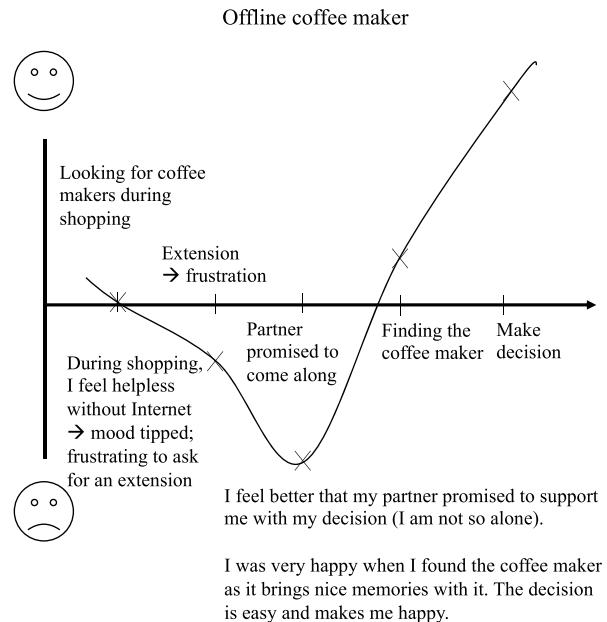 Offline coffee maker
Looking for coffee
makers during
shopping
Extension
→ frustration
Partner
promised to
come along
Finding the
coffee maker
Make
decision
During shopping,
I feel helpless
without Internet
→ mood tipped;
frustrating to ask
for an extension
I feel better that my partner promised to support
me with my decision (I am not so alone).
I was very happy when I found the coffee maker
as it brings nice memories with it. The decision
is easy and makes me happy.